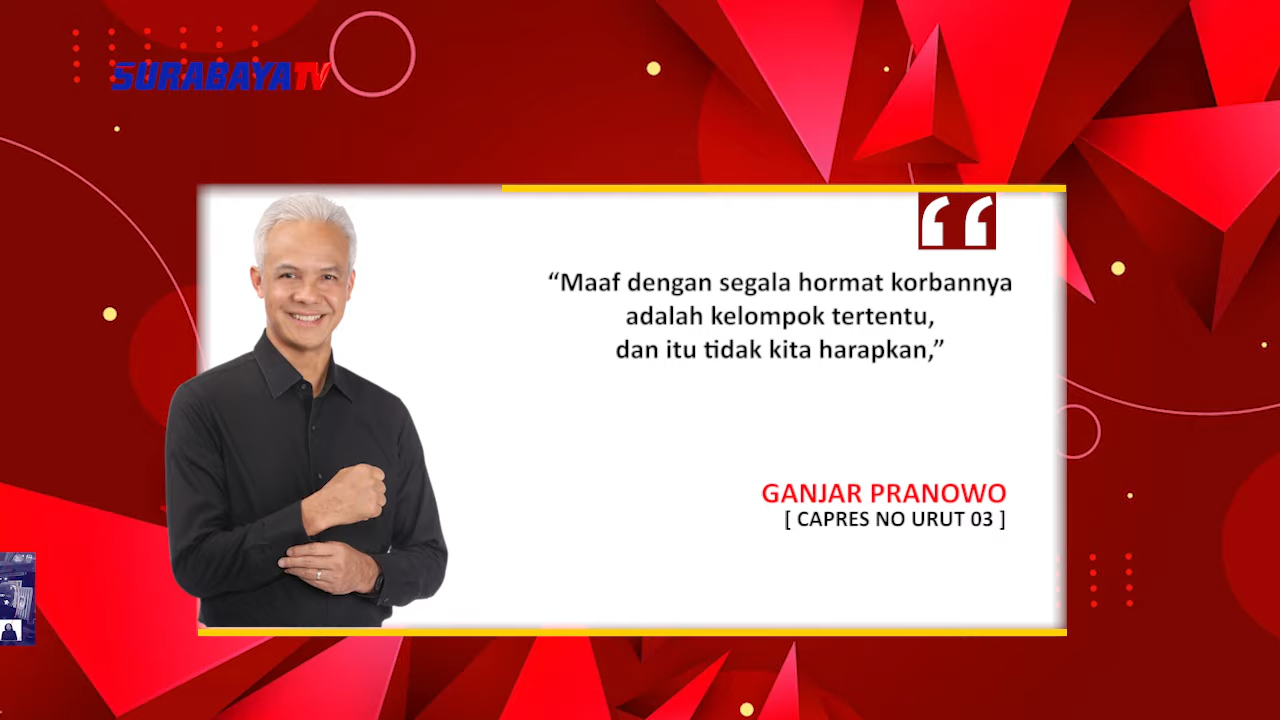 SURABAYATV
“Maaf dengan segala hormat korbannya
adalah kelompok tertentu,
dan itu tidak kita harapkan,”
GANJAR PRANOWO
[ CAPRES NO URUT 03 ]